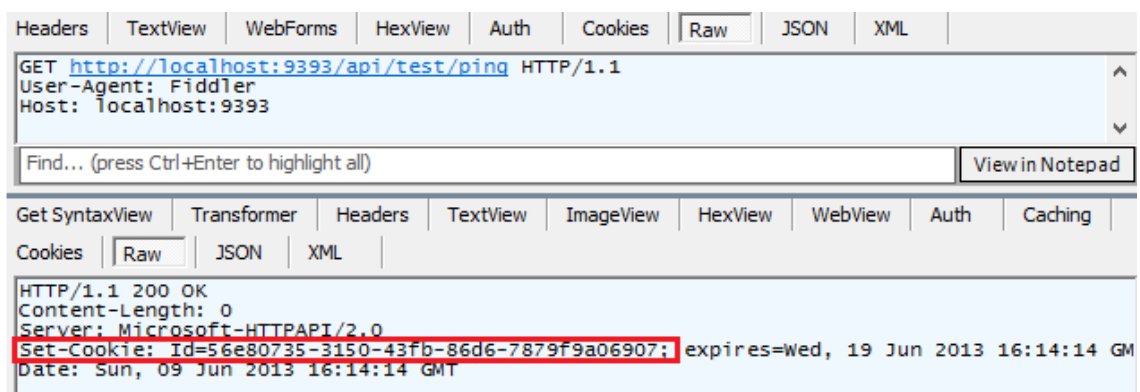 Headers TextView WebForms HexView Auth Cookies Raw JSON XML
GET http://localhost:9393/api/test/ping HTTP/1.1
User-Agent: Fiddler
Host: localhost:9393
Find... (press Ctrl+Enter to highlight all) View in Notepad
Get SyntaxView Transformer Headers TextView ImageView HexView WebView Auth Caching
Cookies Raw JSON XML
HTTP/1.1 200 OK
Content-Length: 0
Server: Microsoft-HTTPAPI/2.0
Set-Cookie: Id=56e80735-3150-43fb-86d6-7879f9a06907; expires=Wed, 19 Jun 2013 16:14:14 GM
Date: Sun, 09 Jun 2013 16:14:14 GMT